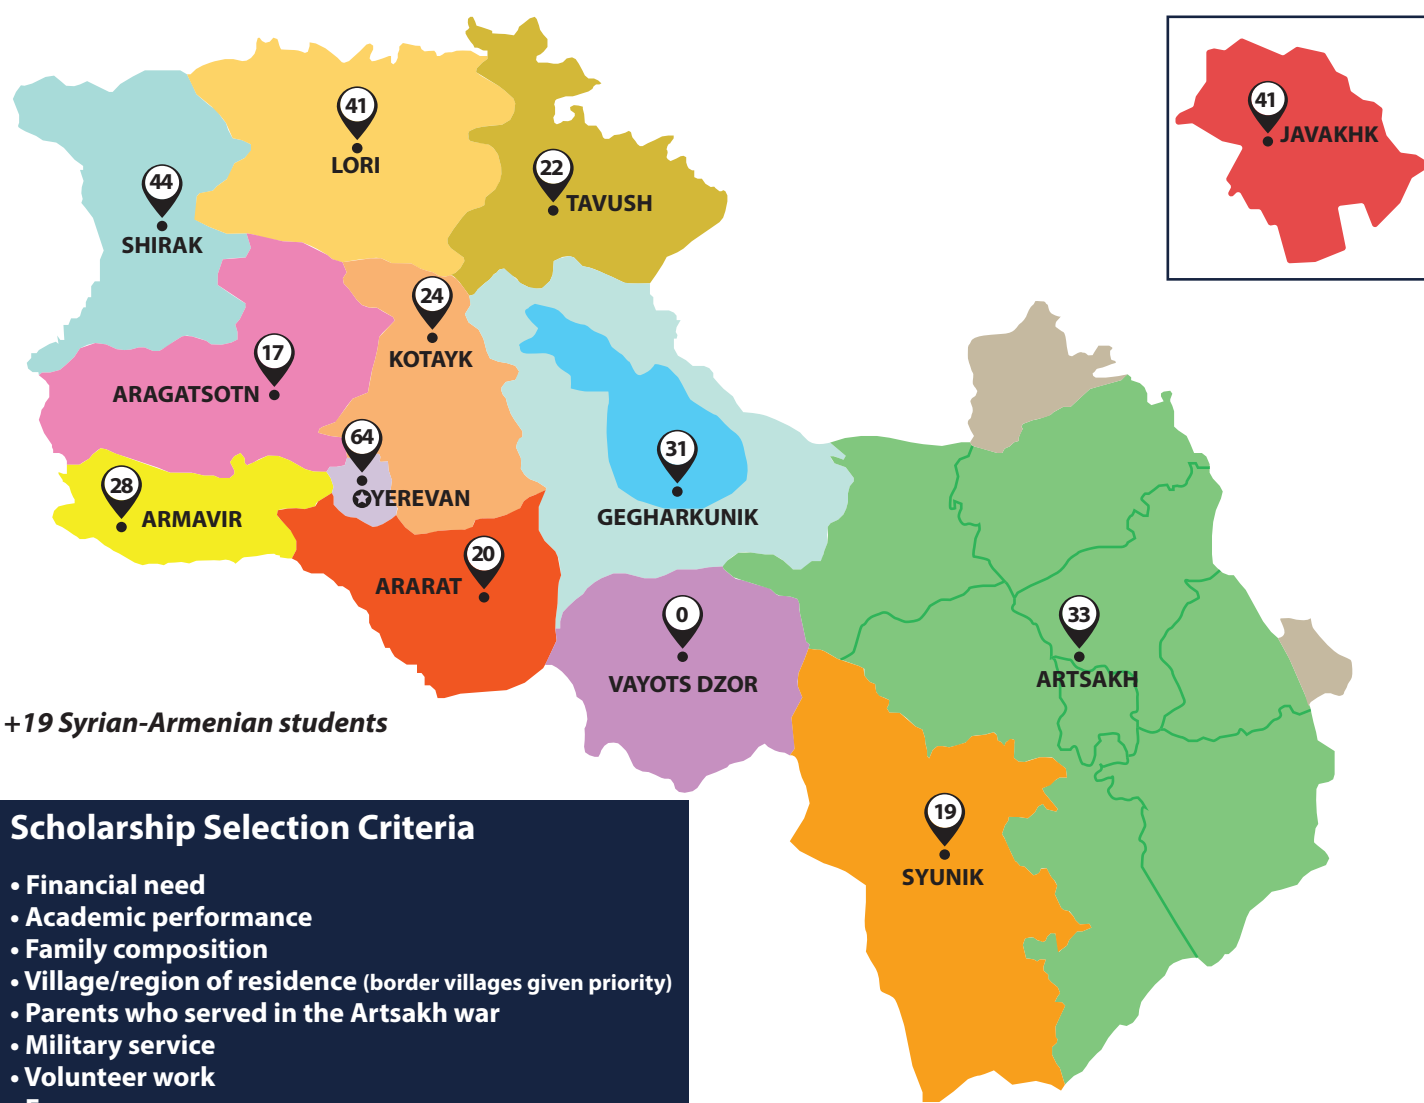 41
LORI
41
JAVAKHK
22
TAVUSH
44
SHIRAK
24
KOTAYK
17
ARAGATSOTN
64
YEREVAN
31
GEGHARKUNIK
28
ARMAVIR
20
ARARAT
0
VAYOTS DZOR
33
ARTSAKH
+19 Syrian-Armenian students
19
SYUNIK
Scholarship Selection Criteria
• Financial need
• Academic performance
• Family composition
• Village/region of residence (border villages given priority)
• Parents who served in the Artsakh war
• Military service
• Volunteer work